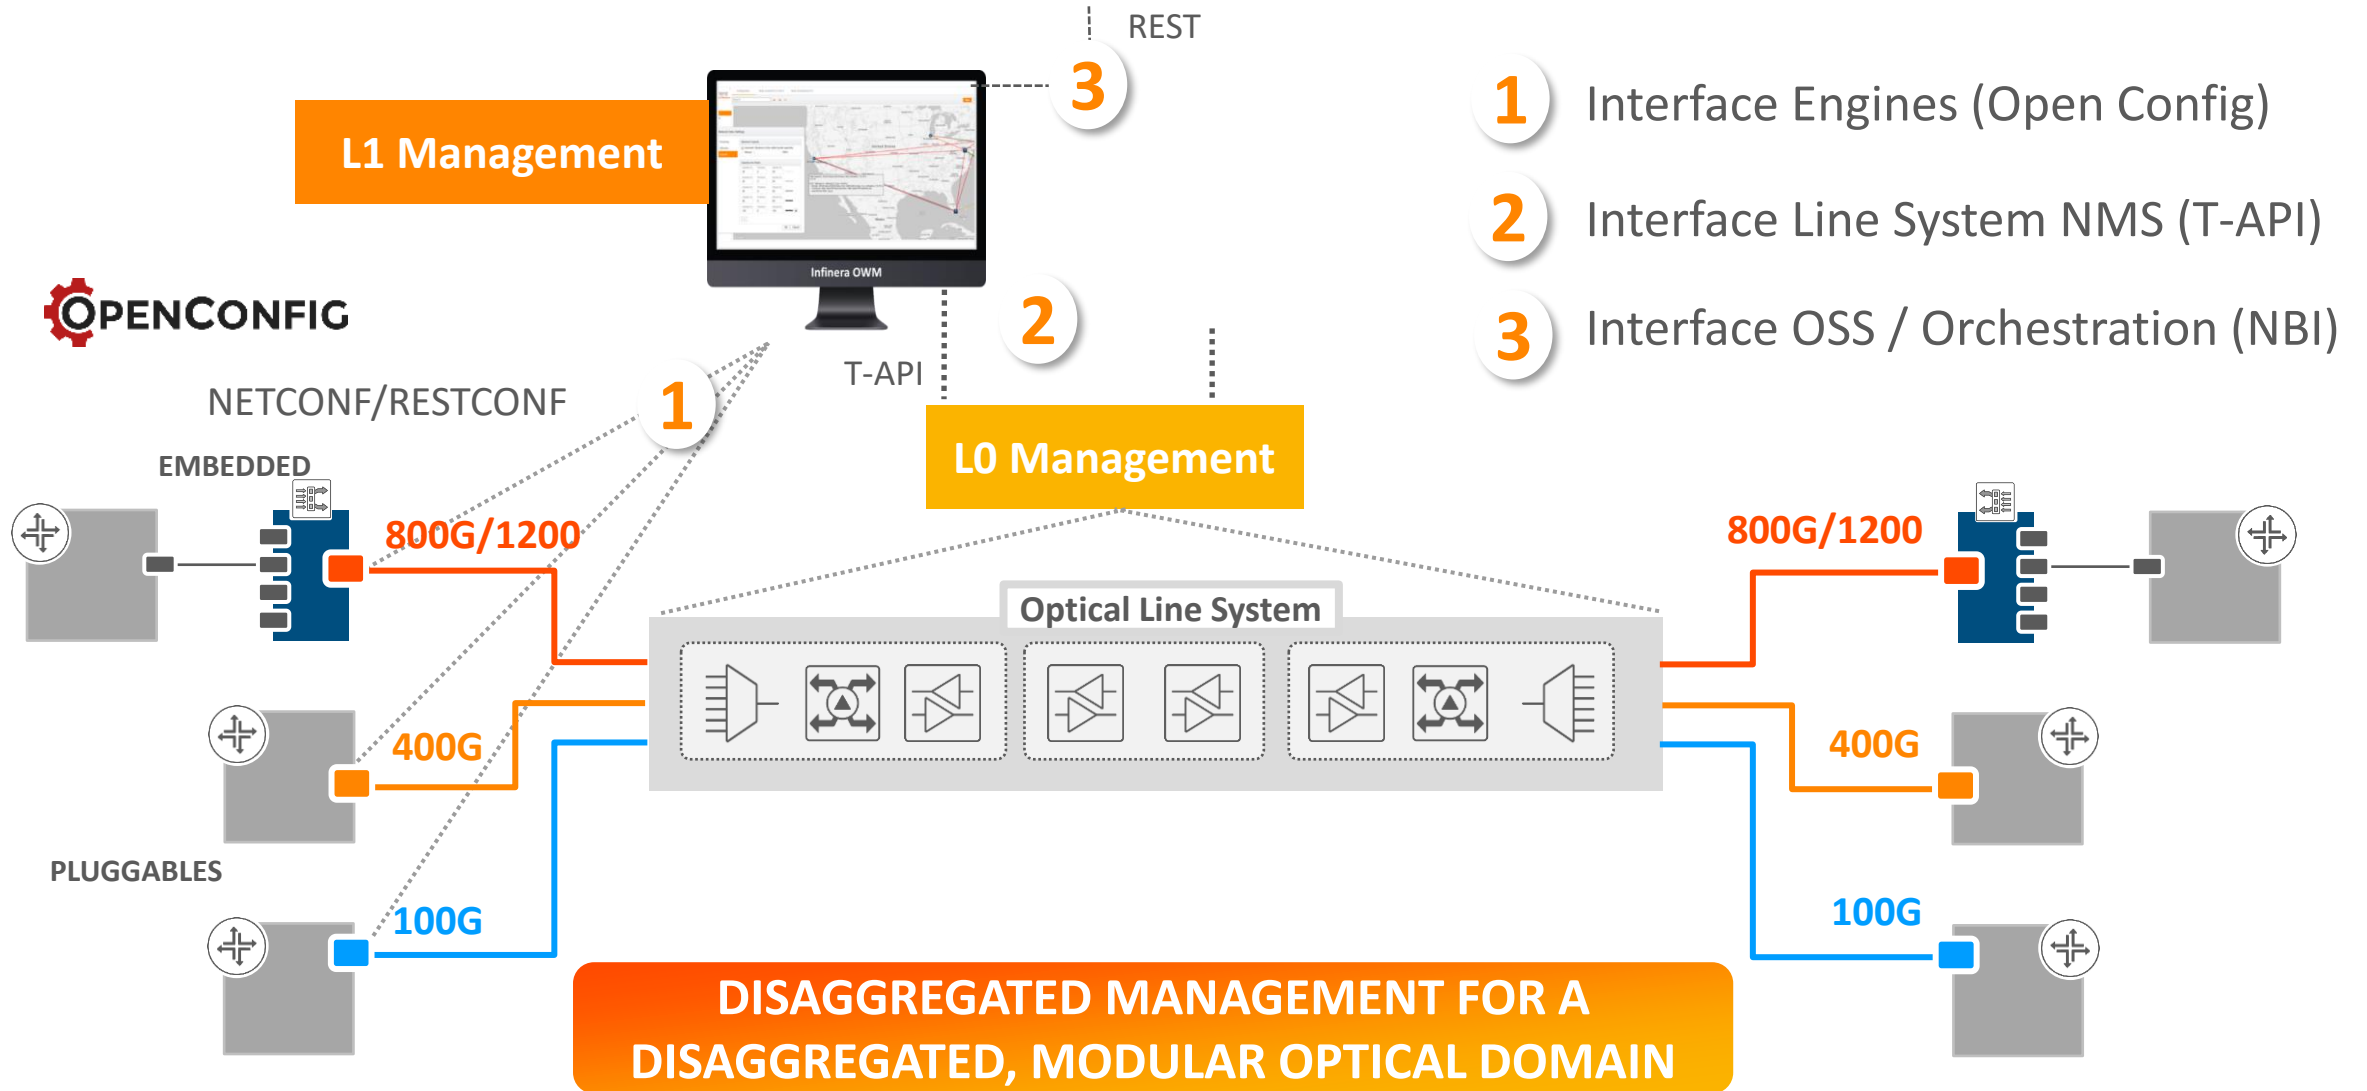 REST
3
1 Interface Engines (Open Config)
L1 Management
2 Interface Line System NMS (T-API)
Infinera OWM
OPENCONFIG
2
3 Interface OSS / Orchestration (NBI)
T-API
NETCONF/RESTCONF
1
EMBEDDED
L0 Management
800G/1200
800G/1200
Optical Line System
400G
400G
PLUGGABLES
100G
100G
DISAGGREGATED MANAGEMENT FOR A
DISAGGREGATED, MODULAR OPTICAL DOMAIN